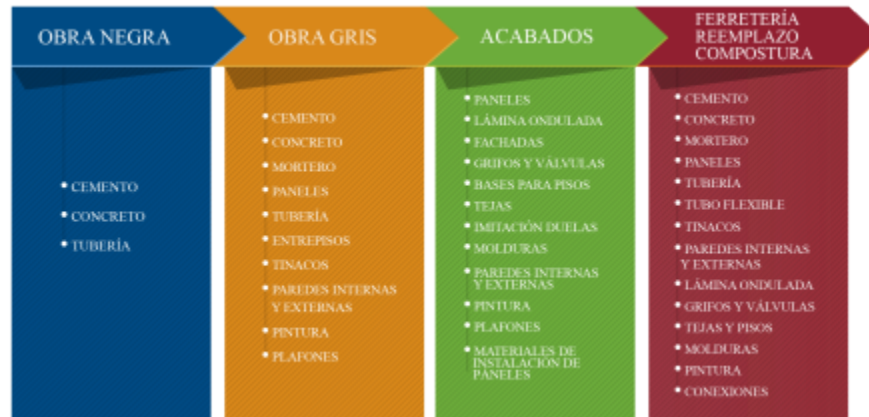 OBRA NEGRA
• CEMENTO
• CONCRETO
• TUBERÍA
OBRA GRIS
• CEMENTO
• CONCRETO
• MORTERO
• PANELES
• TUBERÍA
• ENTREPISOS
• TINACOS
• PAREDES INTERNAS
Y EXTERNAS
• PINTURA
• PLAFONES
ACABADOS
• PANELES
• LÁMINA ONDULADA
• FACHADAS
• GRIFOS Y VÁLVULAS
• BASES PARA PISOS
• TEJAS
• IMITACIÓN DUELAS
• MOLDURAS
• PAREDES INTERNAS
Y EXTERNAS
• PINTURA
• PLAFONES
• MATERIALES DE
INSTALACIÓN DE
PÁNELES
FERRETERÍA
REEMPLAZO
COMPOSTURA
• CEMENTO
• CONCRETO
• MORTERO
• PANELES
• TUBERÍA
• TUBO FLEXIBLE
• TINACOS
• PAREDES INTERNAS
Y EXTERNAS
• LÁMINA ONDULADA
• GRIFOS Y VÁLVULAS
• TEJAS Y PISOS
• MOLDURAS
• PINTURA
• CONEXIONES